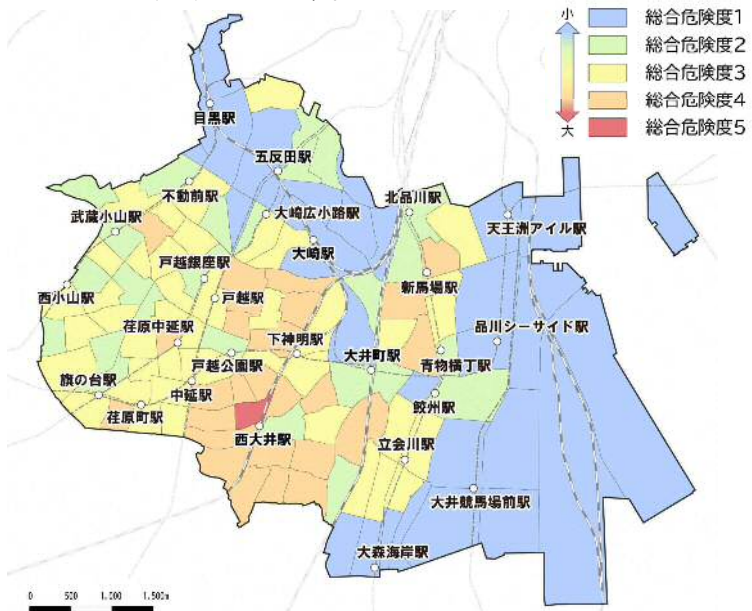 小
大
総合危険度1
総合危険度2
総合危険度3
総合危険度4
総合危険度5
目黒駅
五反田駅
不動前駅
北品川駅
武蔵小山駅
大崎広小路駅
天王洲アイル駅
大崎駅
戸越銀座駅
新馬場駅
西小山駅
戸越駅
荏原中延駅
品川シーサイド駅
下神明駅
大井町駅
青物横丁駅
戸越公園駅
旗の台駅
中延駅
鮫州駅
荏原町駅
西大井駅
立会川駅
大井競馬場前駅
大森海岸駅
0 500 1,000 1,500m